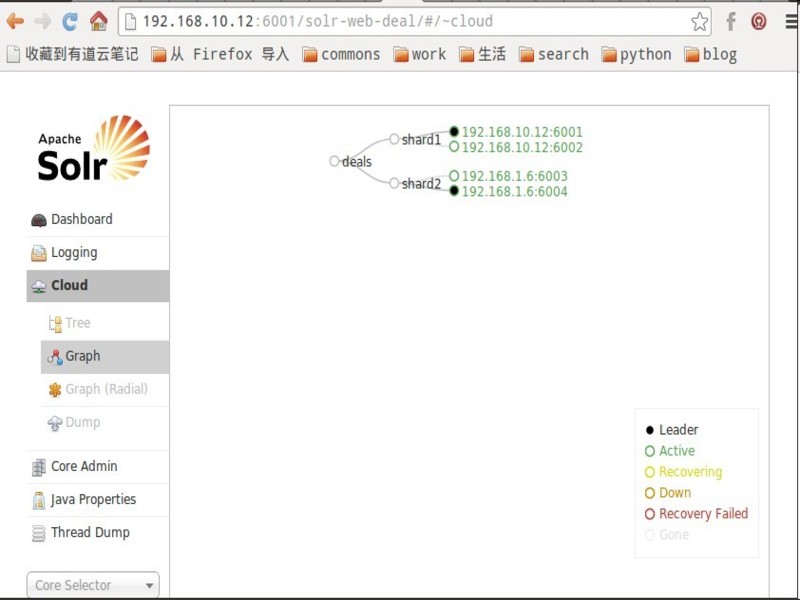 192.168.10.12:6001/solr-web-deal/#/~cloud
收藏到有道云笔记 从 Firefox 导入 commons work 生活 search python blog
Apache
Solr
Dashboard
Logging
Cloud
Tree
Graph
Graph (Radial)
Dump
Core Admin
Java Properties
Thread Dump
Core Selector
deals
shard1
192.168.10.12:6001
192.168.10.12:6002
shard2
192.168.1.6:6003
192.168.1.6:6004
Leader
Active
Recovering
Down
Recovery Failed
Gone